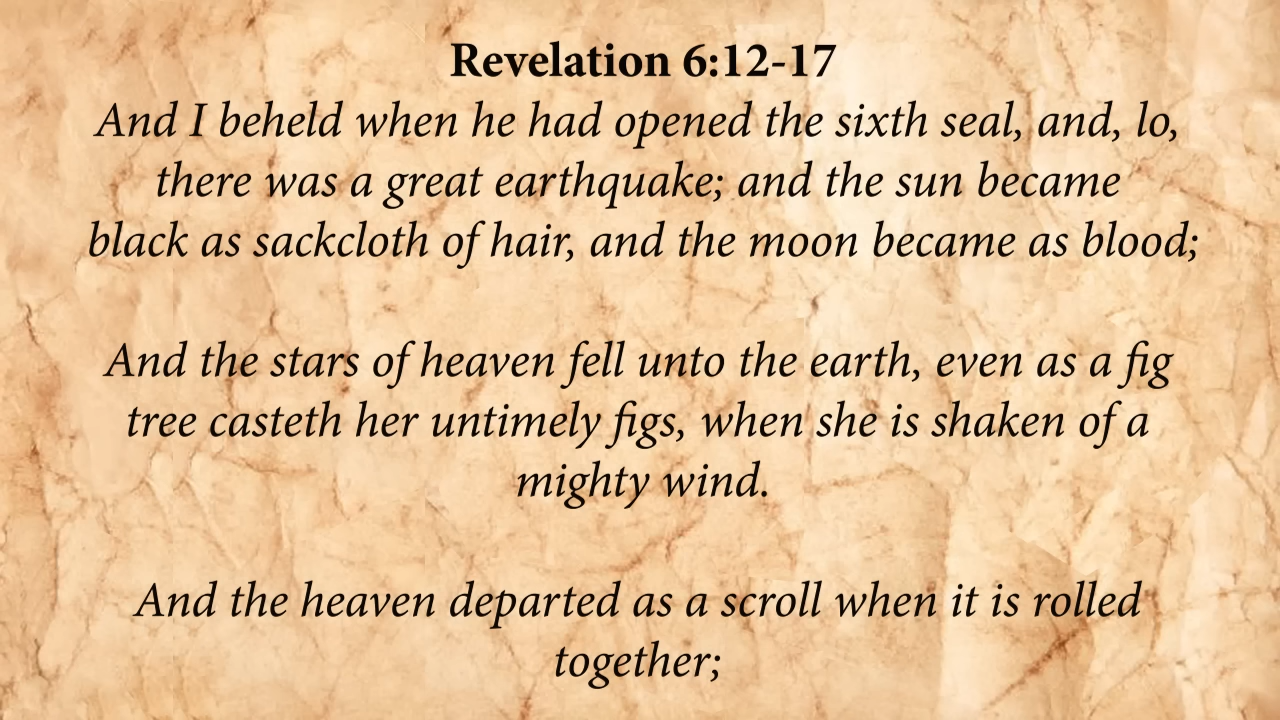 Revelation 6:12-17
And I beheld when he had opened the sixth seal, and, lo,
there was a great earthquake; and the sun became
black as sackcloth of hair, and the moon became as blood;
And the stars of heaven fell unto the earth, even as a fig
tree casteth her untimely figs, when she is shaken of a
mighty wind.
And the heaven departed as a scroll when it is rolled
together;